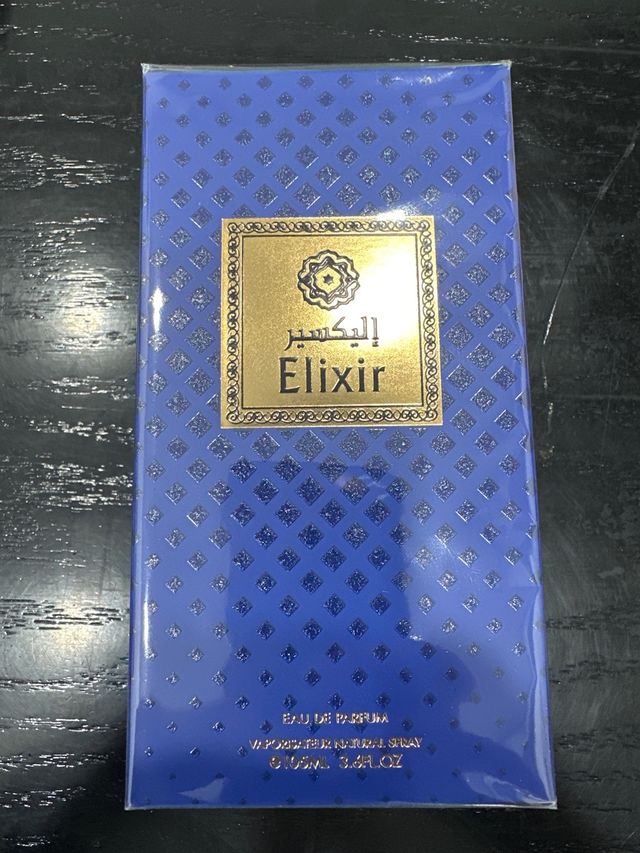 إليكسير
Elixir
EAU DE PARFUM
VAPORISATEUR NATURAL SPRAY
℮105ML 3.6FL.OZ